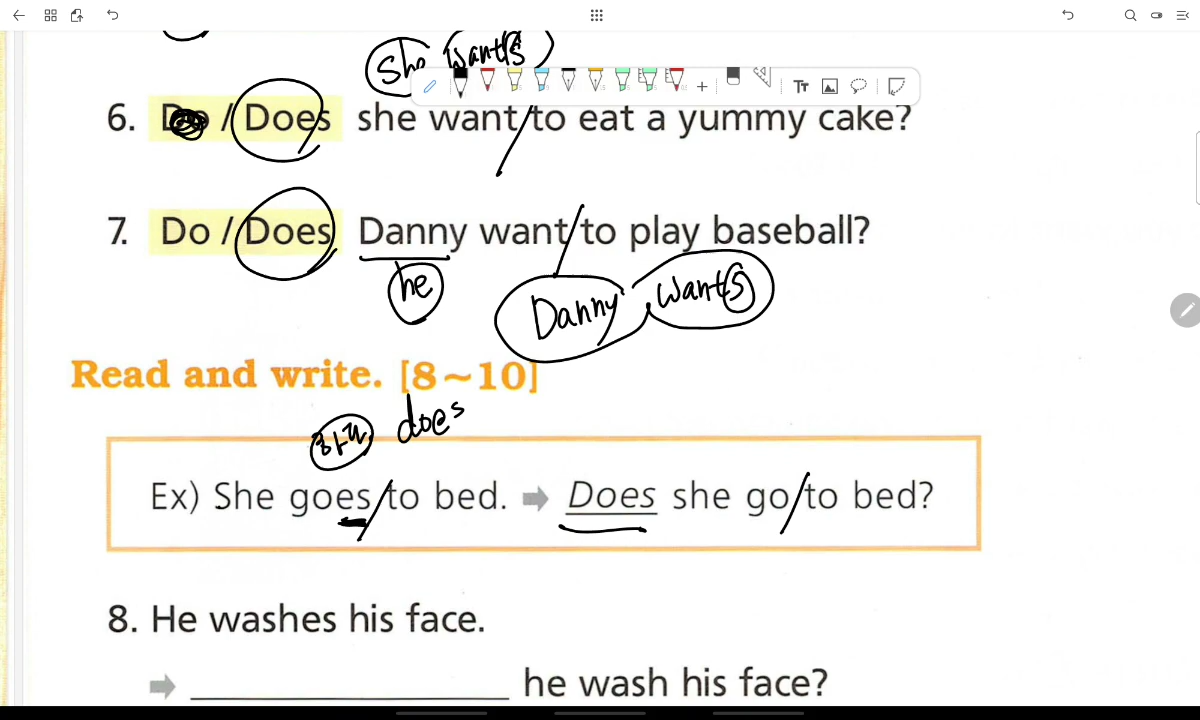 She wants
6. Do / Does she want to eat a yummy cake?
7. Do / Does Danny want to play baseball?
he Danny wants
Read and write. [8~10]
does
Ex) She goes to bed. ➡ Does she go to bed?
8. He washes his face.
➡ ____________ he wash his face?